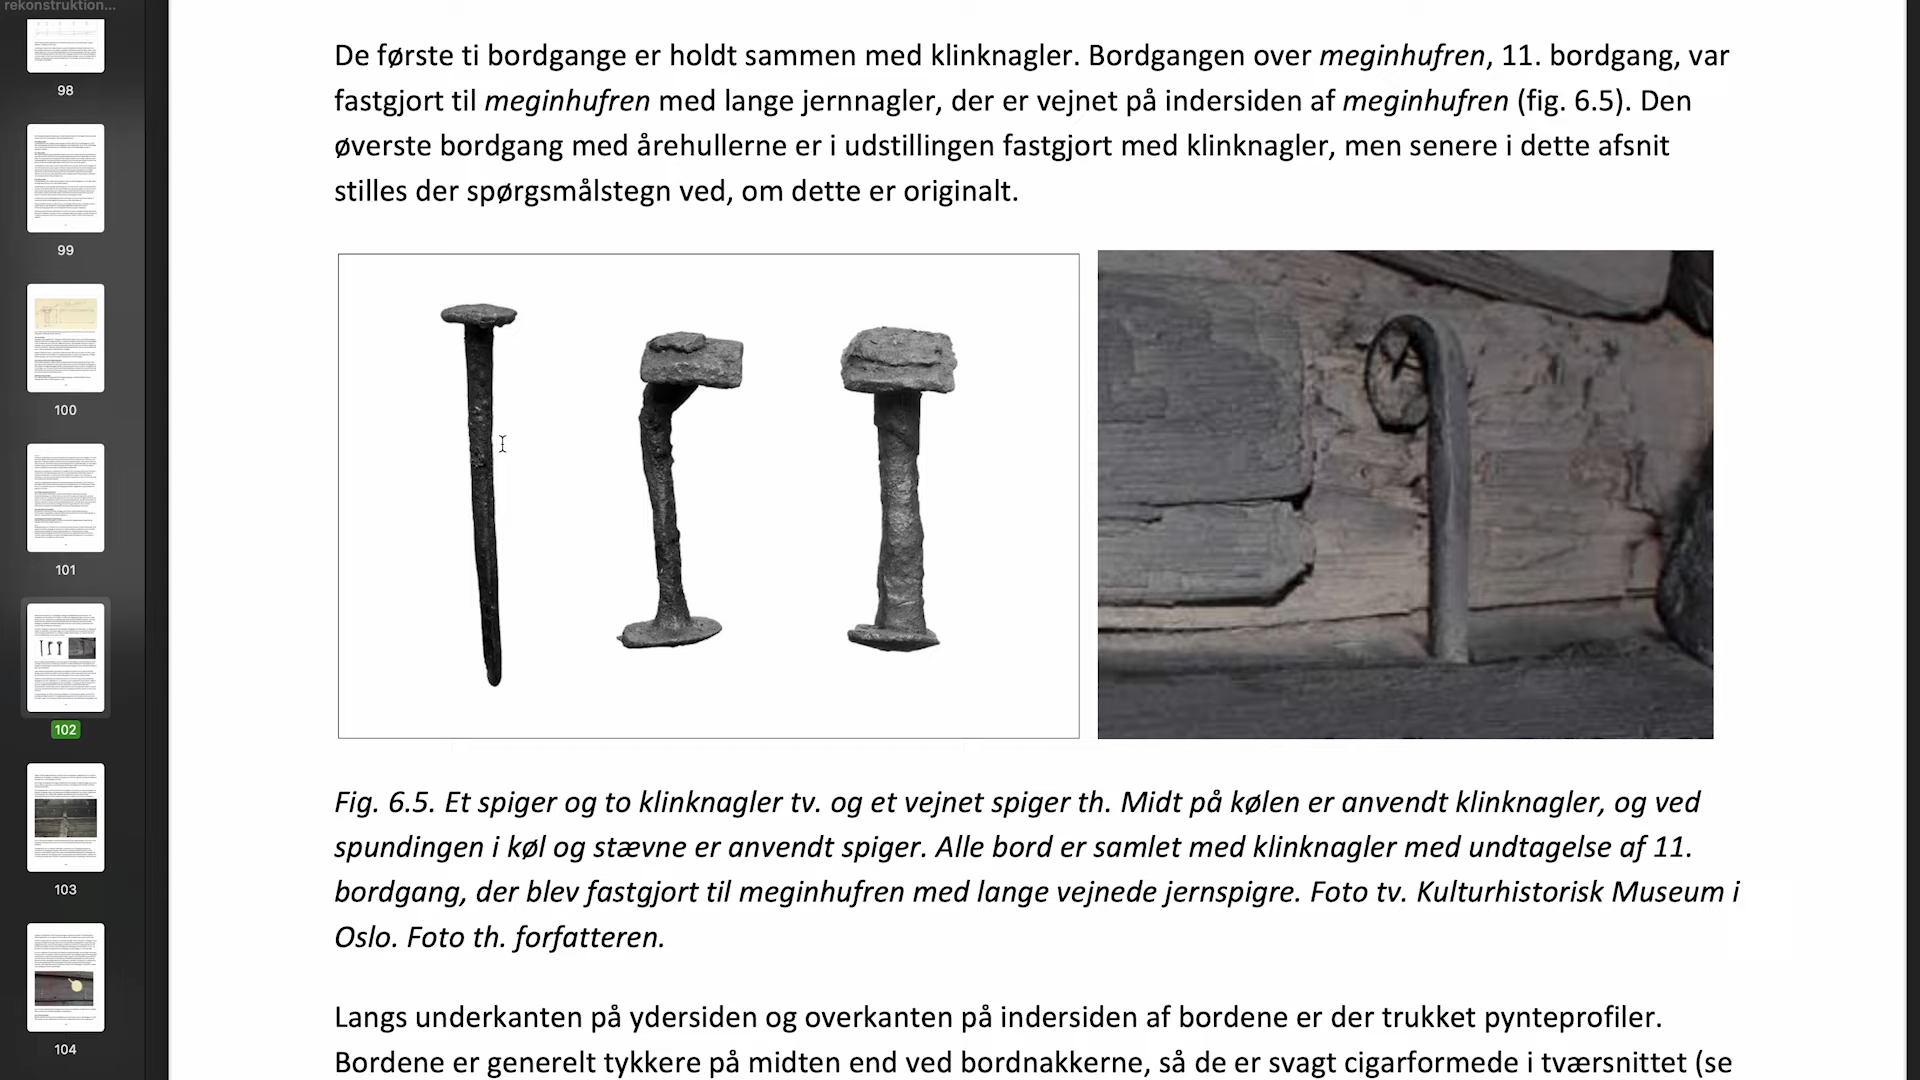 rekonstruktion...
98
99
100
101
102
103
104
De første ti bordgange er holdt sammen med klinknagler. Bordgangen over meginhufren, 11. bordgang, var
fastgjort til meginhufren med lange jernnagler, der er vejnet på indersiden af meginhufren (fig. 6.5). Den
øverste bordgang med årehullerne er i udstillingen fastgjort med klinknagler, men senere i dette afsnit
stilles der spørgsmålstegn ved, om dette er originalt.
Fig. 6.5. Et spiger og to klinknagler tv. og et vejnet spiger th. Midt på kølen er anvendt klinknagler, og ved
spundingen i køl og stævne er anvendt spiger. Alle bord er samlet med klinknagler med undtagelse af 11.
bordgang, der blev fastgjort til meginhufren med lange vejnede jernspigre. Foto tv. Kulturhistorisk Museum i
Oslo. Foto th. forfatteren.
Langs underkanten på ydersiden og overkanten på indersiden af bordene er der trukket pynteprofiler.
Bordene er generelt tykkere på midten end ved bordnakkerne, så de er svagt cigarformede i tværsnittet (se